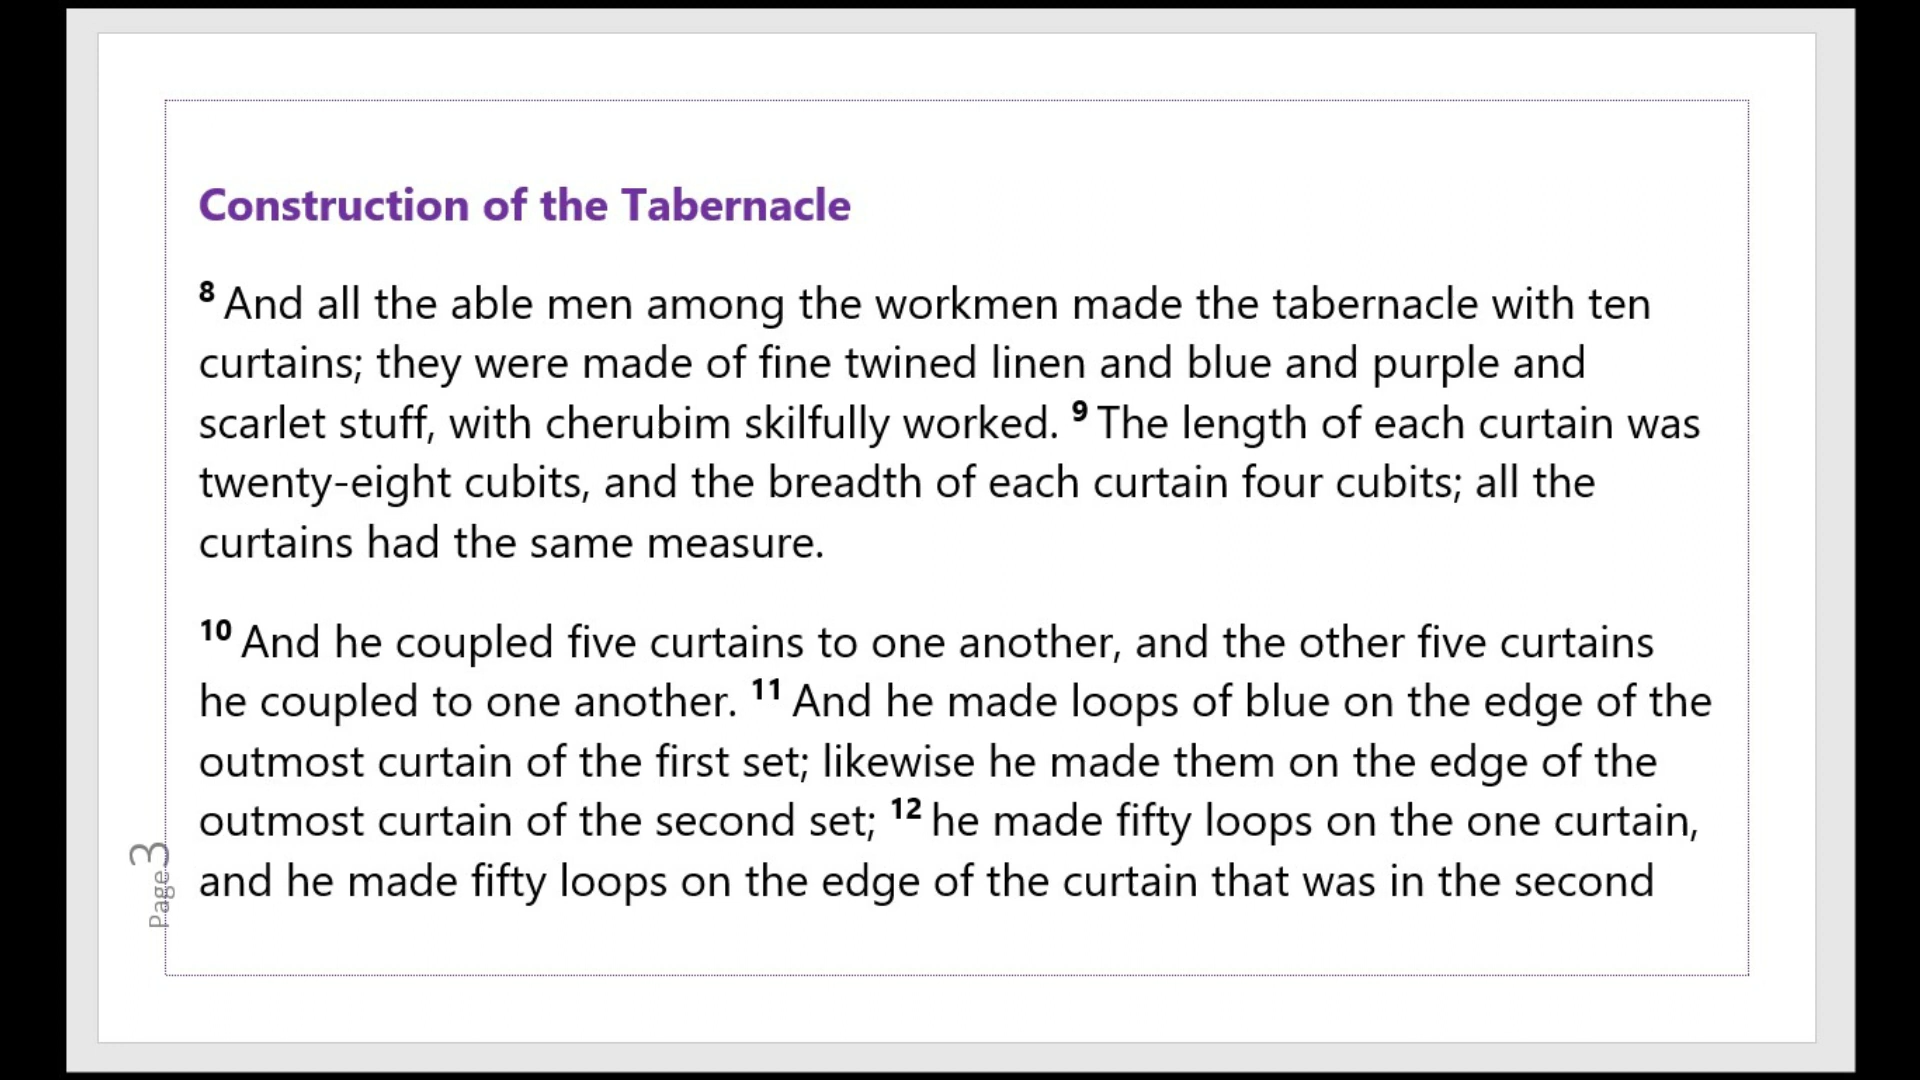 Construction of the Tabernacle
8 And all the able men among the workmen made the tabernacle with ten
curtains; they were made of fine twined linen and blue and purple and
scarlet stuff, with cherubim skilfully worked. 9 The length of each curtain was
twenty-eight cubits, and the breadth of each curtain four cubits; all the
curtains had the same measure.
10 And he coupled five curtains to one another, and the other five curtains
he coupled to one another. 11 And he made loops of blue on the edge of the
outmost curtain of the first set; likewise he made them on the edge of the
outmost curtain of the second set; 12 he made fifty loops on the one curtain,
and he made fifty loops on the edge of the curtain that was in the second
Page 3